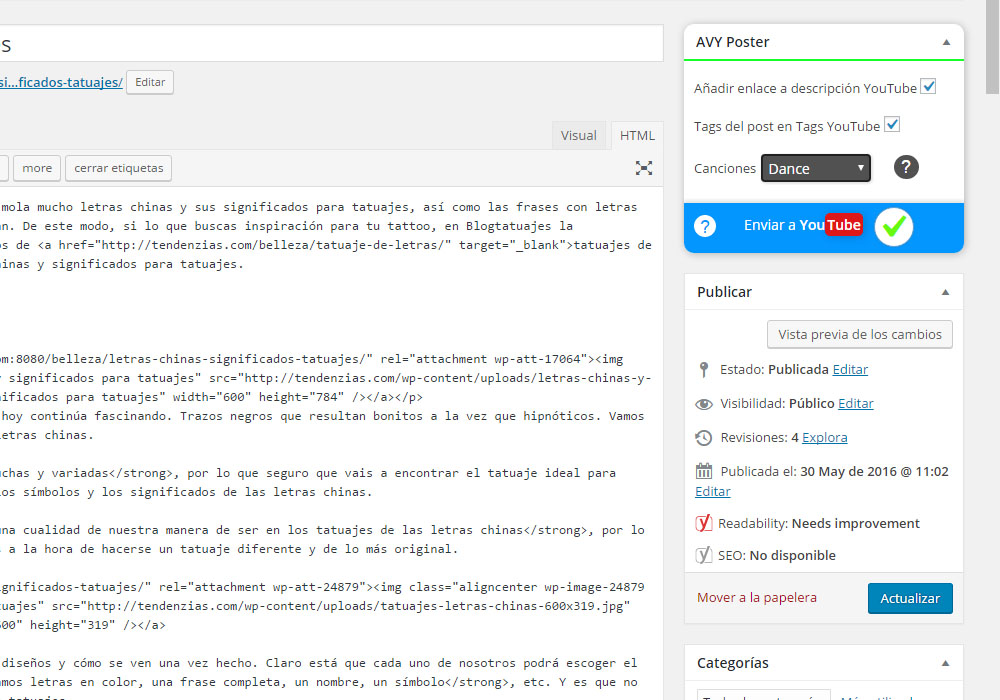 s
si...ficados-tatuajes/ Editar
Visual HTML
more cerrar etiquetas
mola mucho letras chinas y sus significados para tatuajes, así como las frases con letras
n. De este modo, si lo que buscas inspiración para tu tattoo, en Blogtatuajes la
s de <a href="http://tendenzias.com/belleza/tatuaje-de-letras/" target="_blank">tatuajes de
inas y significados para tatuajes.
om:8080/belleza/letras-chinas-significados-tatuajes/" rel="attachment wp-att-17064"><img
y significados para tatuajes" src="http://tendenzias.com/wp-content/uploads/letras-chinas-y-
nificados para tatuajes" width="600" height="784" /></a></p>
hoy continúa fascinando. Trazos negros que resultan bonitos a la vez que hipnóticos. Vamos
etras chinas.
uchas y variadas</strong>, por lo que seguro que vais a encontrar el tatuaje ideal para
los símbolos y los significados de las letras chinas.
una cualidad de nuestra manera de ser en los tatuajes de las letras chinas</strong>, por lo
a la hora de hacerse un tatuaje diferente y de lo más original.
ignificados-tatuajes/" rel="attachment wp-att-24879"><img class="aligncenter wp-image-24879
tuajes" src="http://tendenzias.com/wp-content/uploads/tatuajes-letras-chinas-600x319.jpg"
600" height="319" /></a>
diseños y cómo se ven una vez hecho. Claro está que cada uno de nosotros podrá escoger el
mos letras en color, una frase completa, un nombre, un símbolo</strong>, etc. Y es que no
AVY Poster
Añadir enlace a descripción YouTube
Tags del post en Tags YouTube
Canciones Dance ?
? Enviar a YouTube
Publicar
Vista previa de los cambios
Estado: Publicada Editar
Visibilidad: Público Editar
Revisiones: 4 Explora
Publicada el: 30 May de 2016 @ 11:02
Editar
Readability: Needs improvement
SEO: No disponible
Mover a la papelera Actualizar
Categorías